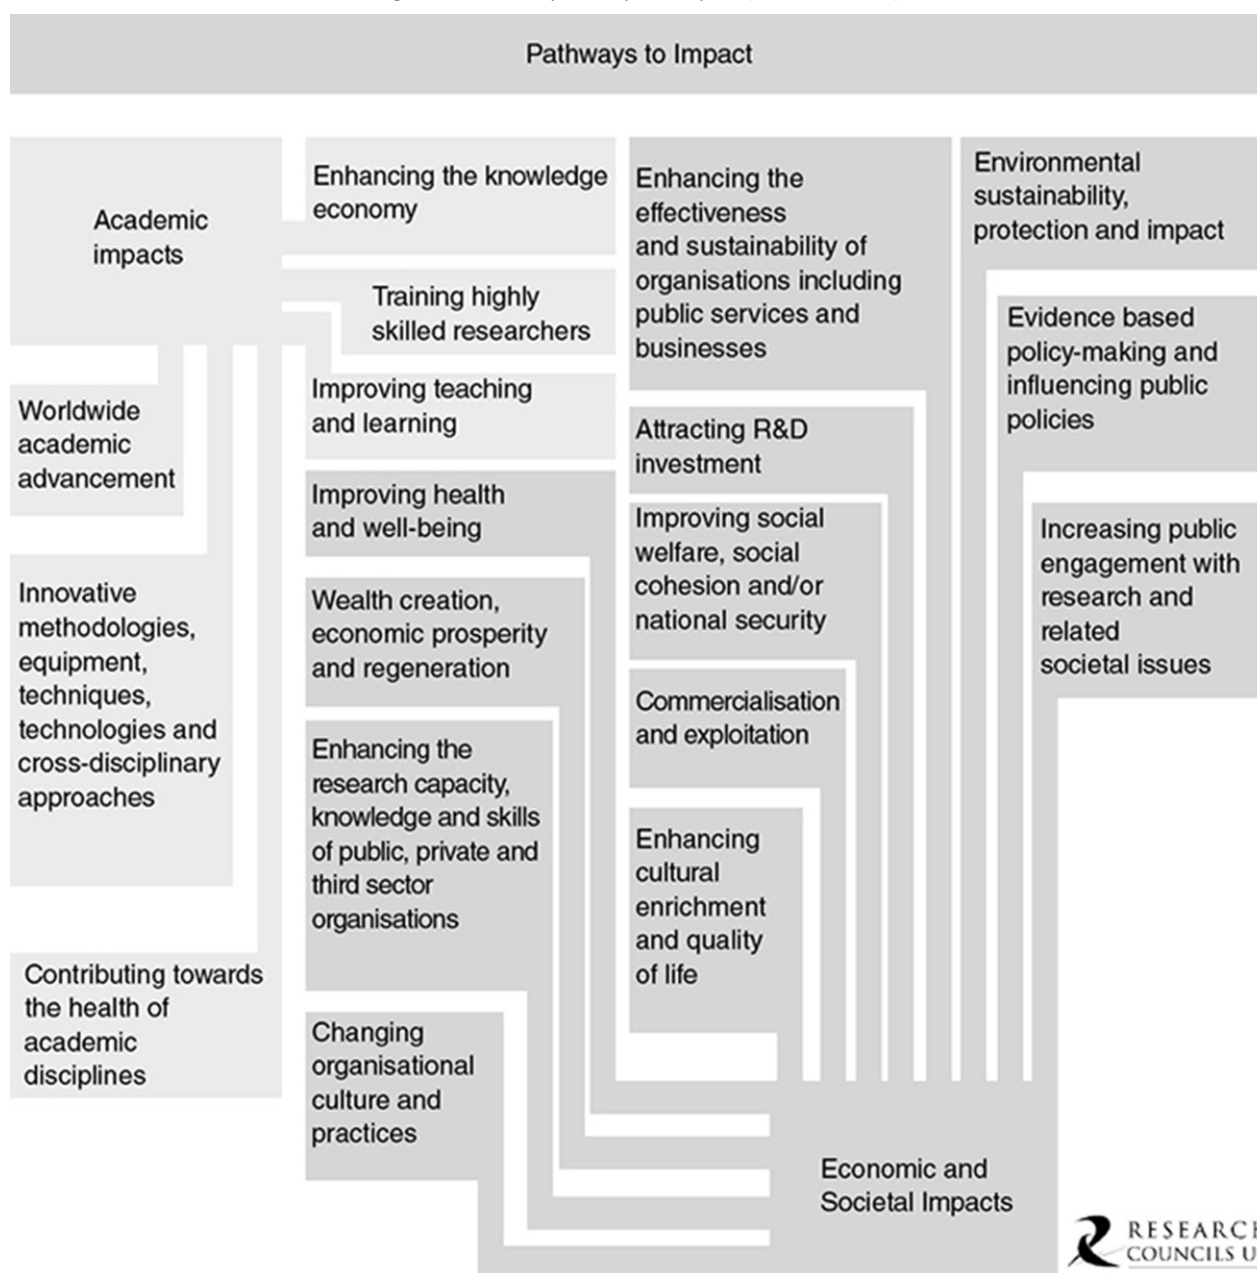 Pathways to Impact
Academic
impacts
Worldwide
academic
advancement
Innovative
methodologies,
equipment,
techniques,
technologies and
cross-disciplinary
approaches
Contributing towards
the health of
academic
disciplines
Enhancing the knowledge
economy
Training highly
skilled researchers
Improving teaching
and learning
Improving health
and well-being
Wealth creation,
economic prosperity
and regeneration
Enhancing the
research capacity,
knowledge and skills
of public, private and
third sector
organisations
Changing
organisational
culture and
practices
Enhancing the
effectiveness
and sustainability of
organisations including
public services and
businesses
Attracting R&D
investment
Improving social
welfare, social
cohesion and/or
national security
Commercialisation
and exploitation
Enhancing
cultural
enrichment
and quality
of life
Environmental
sustainability,
protection and impact
Evidence based
policy-making and
influencing public
policies
Increasing public
engagement with
research and
related
societal issues
Economic and
Societal Impacts
RESEARCH
COUNCILS U